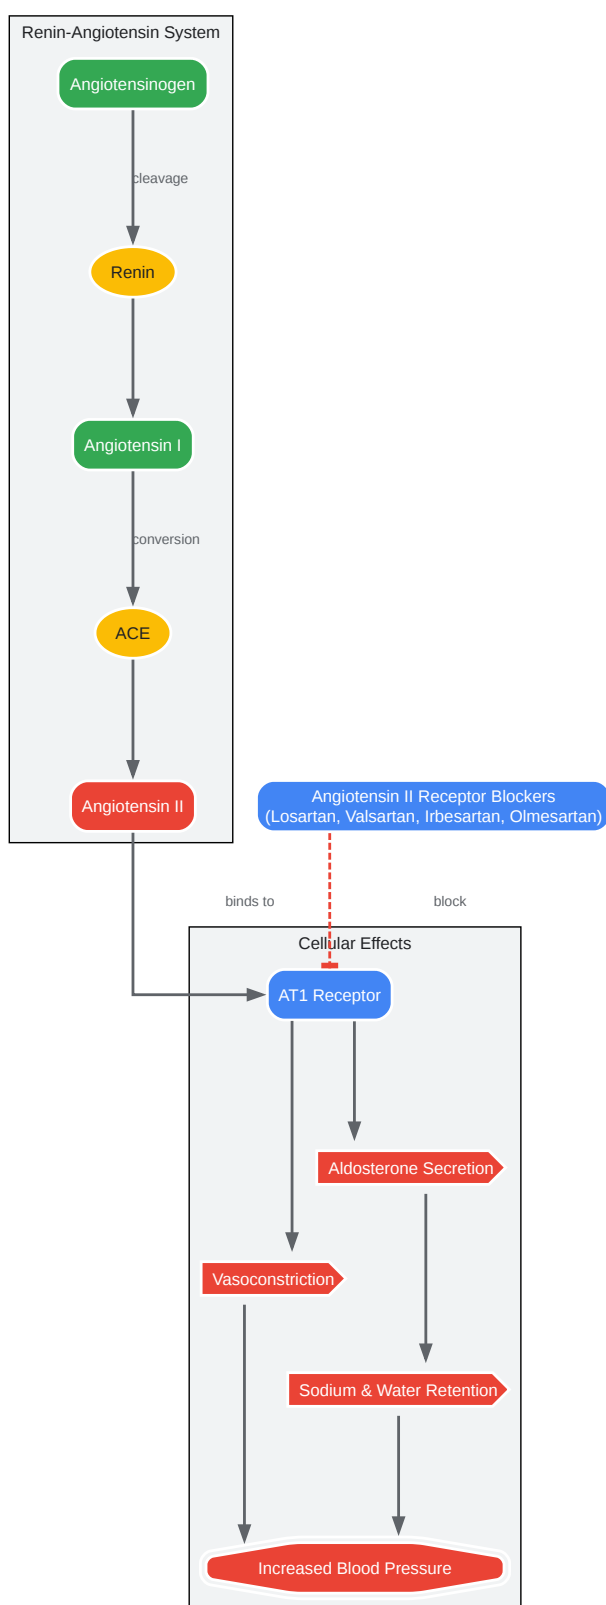 Renin-Angiotensin System
Angiotensinogen
cleavage
Renin
Angiotensin I
conversion
ACE
Angiotensin II
Angiotensin II Receptor Blockers
(Losartan, Valsartan, Irbesartan, Olmesartan)
binds to
block
Cellular Effects
AT1 Receptor
Aldosterone Secretion
Vasoconstriction
Sodium & Water Retention
Increased Blood Pressure